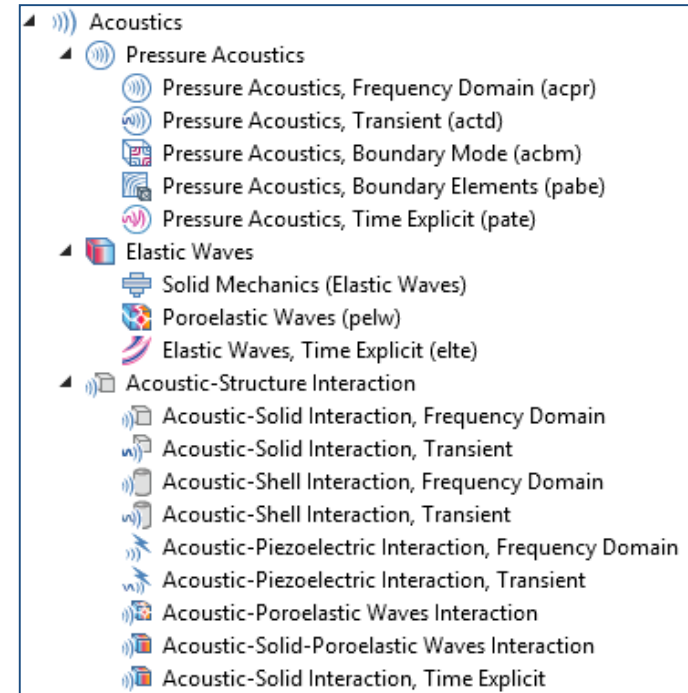 Acoustics
Pressure Acoustics
Pressure Acoustics, Frequency Domain (acpr)
Pressure Acoustics, Transient (actd)
Pressure Acoustics, Boundary Mode (acbm)
Pressure Acoustics, Boundary Elements (pabe)
Pressure Acoustics, Time Explicit (pate)
Elastic Waves
Solid Mechanics (Elastic Waves)
Poroelastic Waves (pelw)
Elastic Waves, Time Explicit (elte)
Acoustic-Structure Interaction
Acoustic-Solid Interaction, Frequency Domain
Acoustic-Solid Interaction, Transient
Acoustic-Shell Interaction, Frequency Domain
Acoustic-Shell Interaction, Transient
Acoustic-Piezoelectric Interaction, Frequency Domain
Acoustic-Piezoelectric Interaction, Transient
Acoustic-Poroelastic Waves Interaction
Acoustic-Solid-Poroelastic Waves Interaction
Acoustic-Solid Interaction, Time Explicit